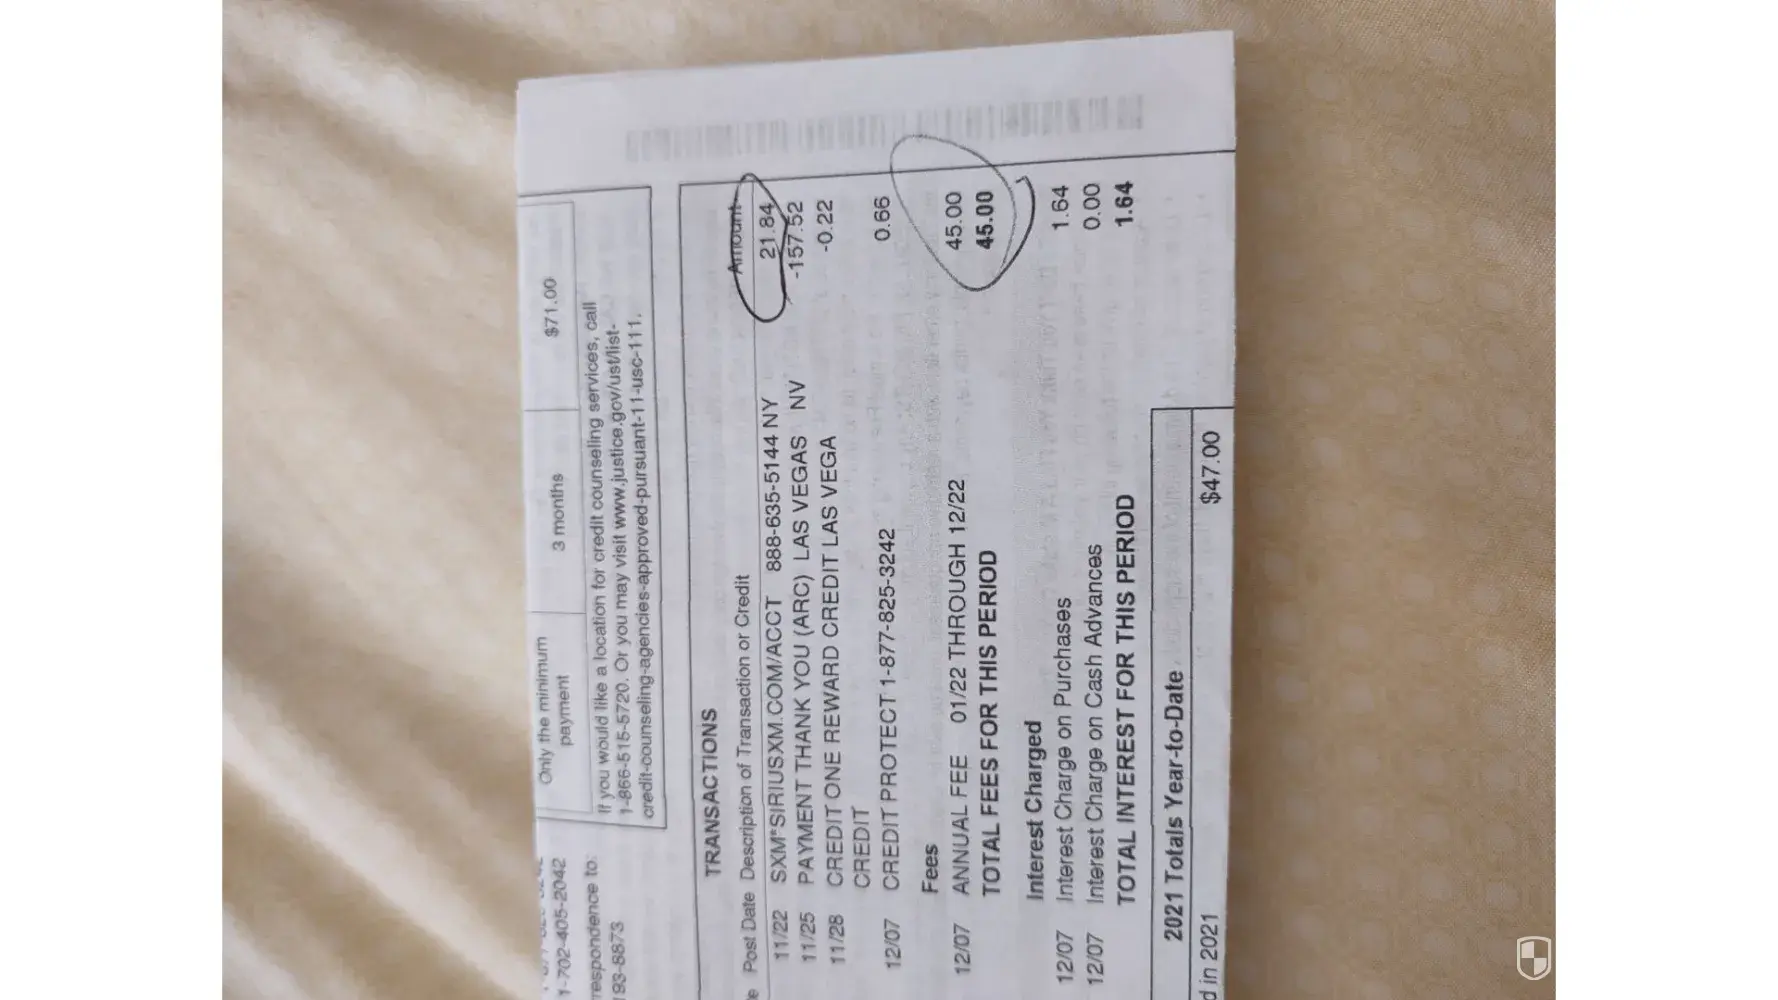 Only the minimum
payment
3 months
$71.00
If you would like a location for credit counseling services, call
1-866-515-5720. Or you may visit www.justice.gov/ust/list-
credit-counseling-agencies-approved-pursuant-11-usc-111.
1-702-405-2042
respondence to:
193-8873
TRANSACTIONS
Post Date Description of Transaction or Credit Amount
11/22 SXM*SIRIUSXM.COM/ACCT 888-635-5144 NY 21.84
11/25 PAYMENT THANK YOU (ARC) LAS VEGAS NV -157.52
11/28 CREDIT ONE REWARD CREDIT LAS VEGA -0.22
CREDIT
12/07 CREDIT PROTECT 1-877-825-3242 0.66
Fees
12/07 ANNUAL FEE 01/22 THROUGH 12/22 45.00
TOTAL FEES FOR THIS PERIOD 45.00
Interest Charged
12/07 Interest Charge on Purchases 1.64
12/07 Interest Charge on Cash Advances 0.00
TOTAL INTEREST FOR THIS PERIOD 1.64
2021 Totals Year-to-Date
d in 2021 $47.00